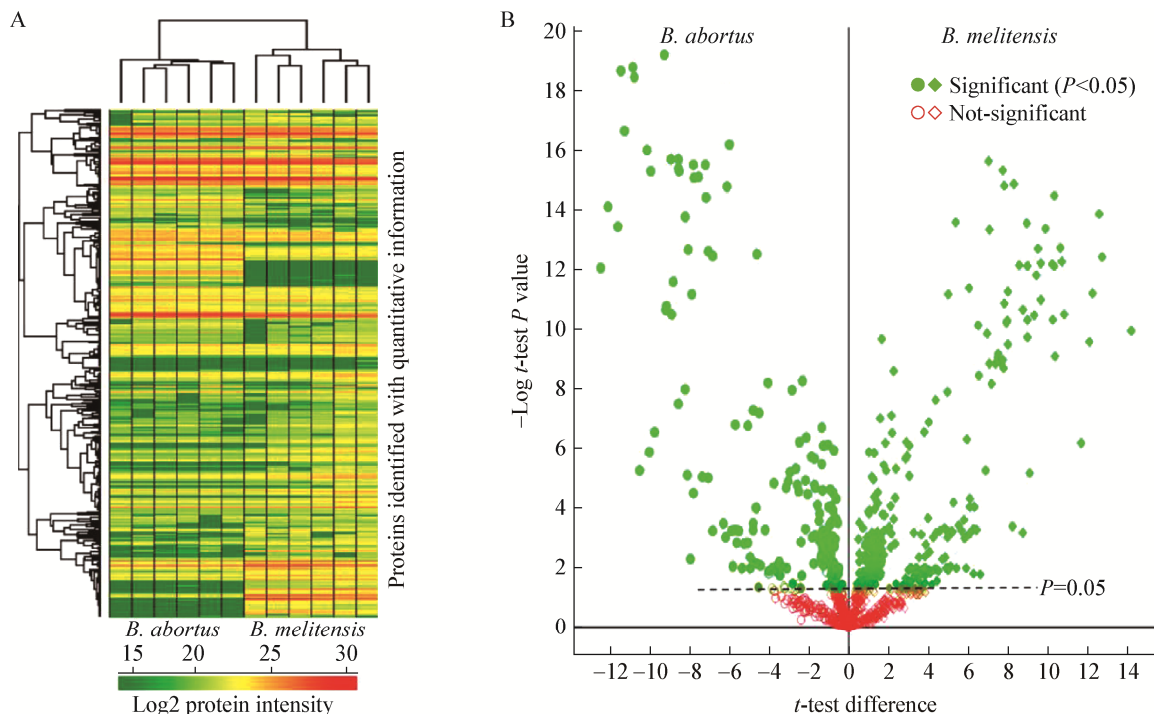 A
Proteins identified with quantitative information
B. abortus
B. melitensis
15 20 25 30
Log2 protein intensity
B
B. abortus
B. melitensis
Significant (P<0.05)
Not-significant
20
18
16
14
12
10
8
6
4
2
0
−Log t-test P value
P=0.05
−12 −10 −8 −6 −4 −2 0 2 4 6 8 10 12 14
t-test difference